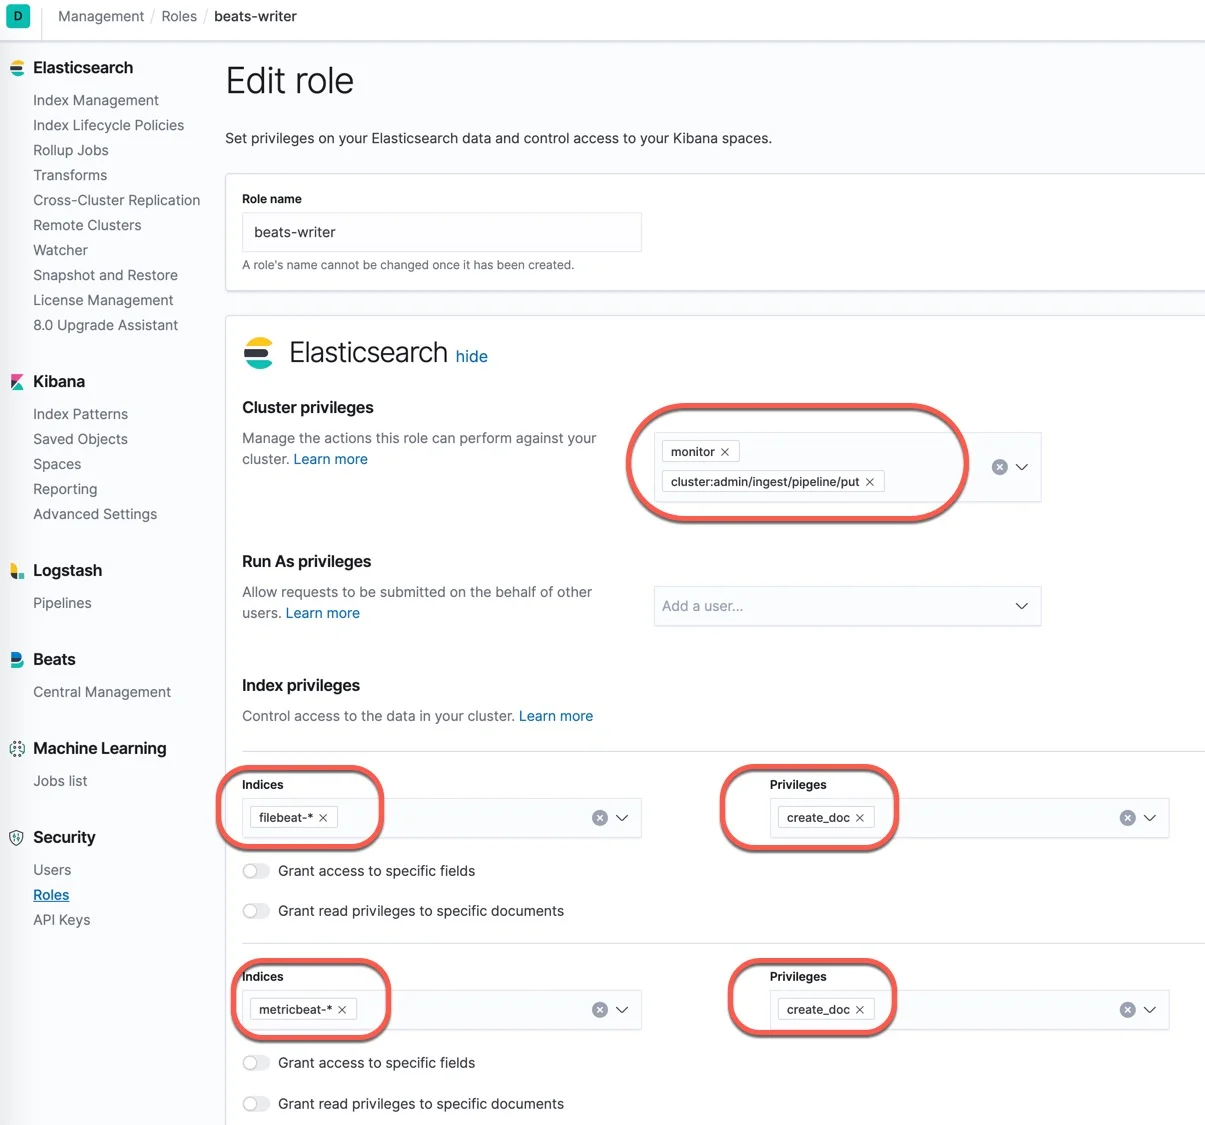 D
Management / Roles / beats-writer
Elasticsearch
Index Management
Index Lifecycle Policies
Rollup Jobs
Transforms
Cross-Cluster Replication
Remote Clusters
Watcher
Snapshot and Restore
License Management
8.0 Upgrade Assistant
Kibana
Index Patterns
Saved Objects
Spaces
Reporting
Advanced Settings
Logstash
Pipelines
Beats
Central Management
Machine Learning
Jobs list
Security
Users
Roles
API Keys
Edit role
Set privileges on your Elasticsearch data and control access to your Kibana spaces.
Role name
beats-writer
A role's name cannot be changed once it has been created.
Elasticsearch hide
Cluster privileges
Manage the actions this role can perform against your
cluster. Learn more
monitor
cluster:admin/ingest/pipeline/put
Run As privileges
Allow requests to be submitted on the behalf of other
users. Learn more
Add a user...
Index privileges
Control access to the data in your cluster. Learn more
Indices
filebeat-*
Privileges
create_doc
Grant access to specific fields
Grant read privileges to specific documents
Indices
metricbeat-*
Privileges
create_doc
Grant access to specific fields
Grant read privileges to specific documents